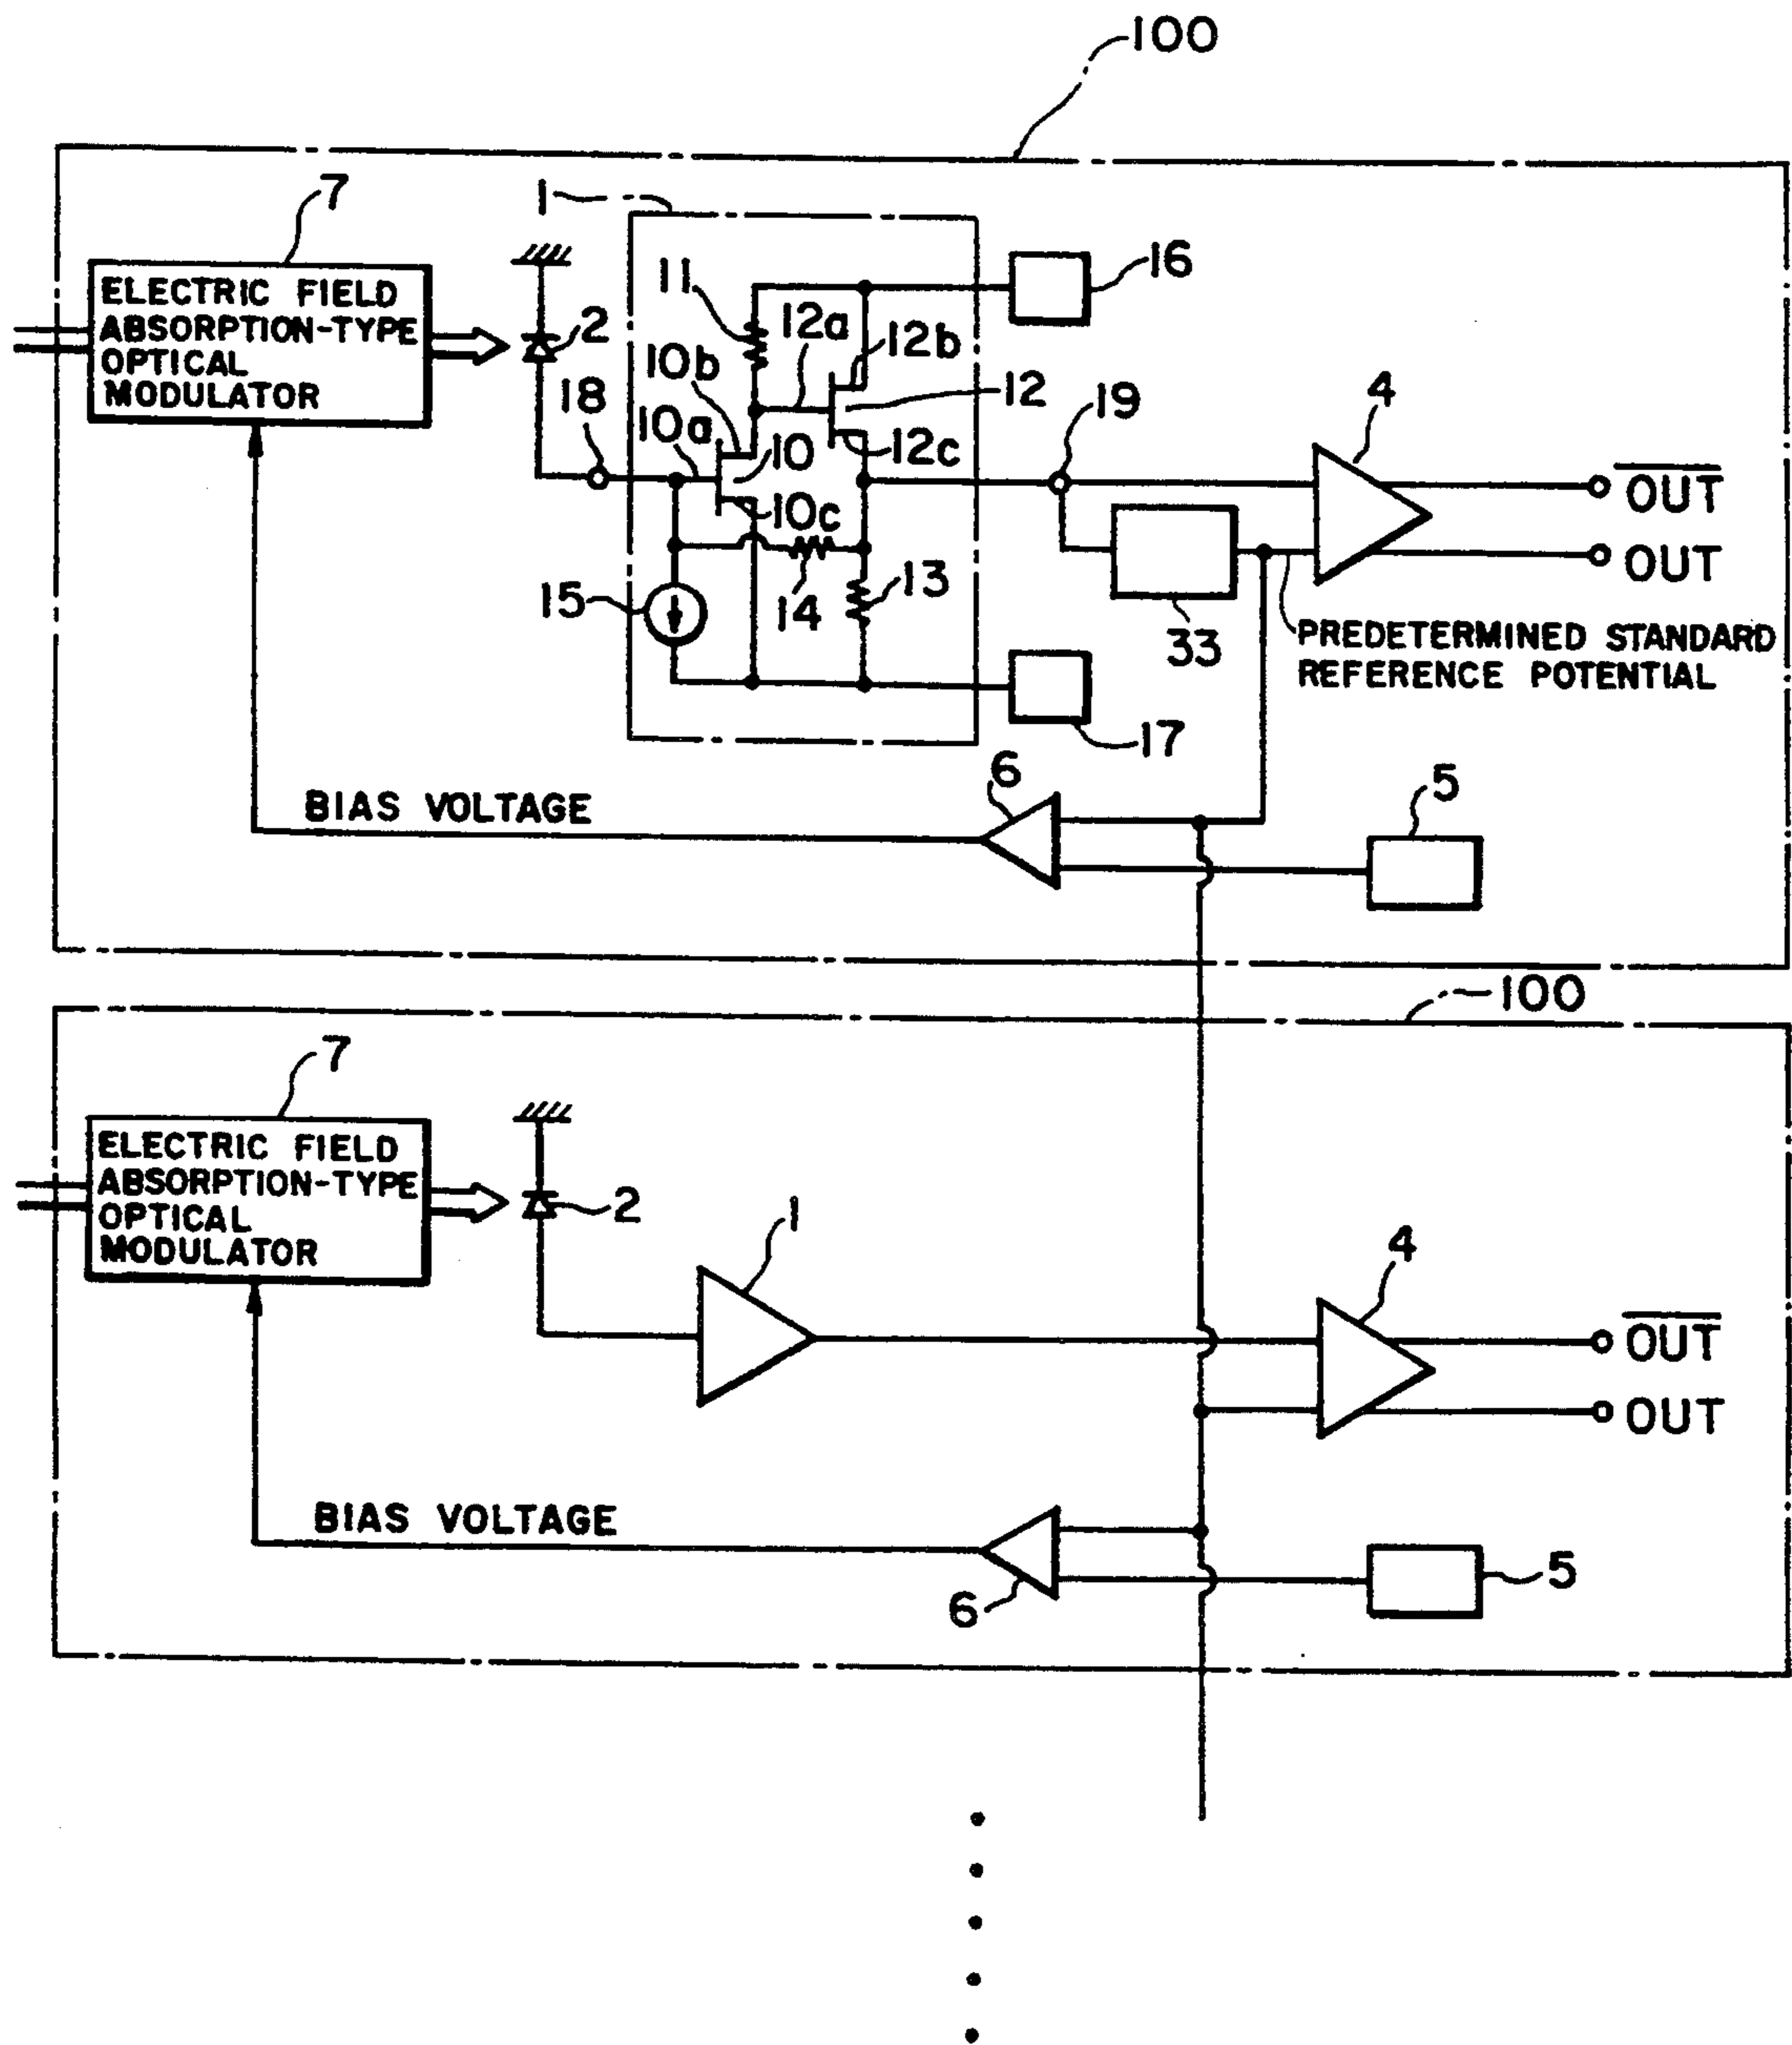 100
7
1
ELECTRIC FIELD
ABSORPTION-TYPE
OPTICAL
MODULATOR
2
18
11
12a
12b
10b
12
10a
10
12c
10c
16
19
4
OUT
OUT
15
14
13
33
PREDETERMINED STANDARD
REFERENCE POTENTIAL
17
6
5
BIAS VOLTAGE
100
7
ELECTRIC FIELD
ABSORPTION-TYPE
OPTICAL
MODULATOR
2
1
4
OUT
OUT
BIAS VOLTAGE
6
5